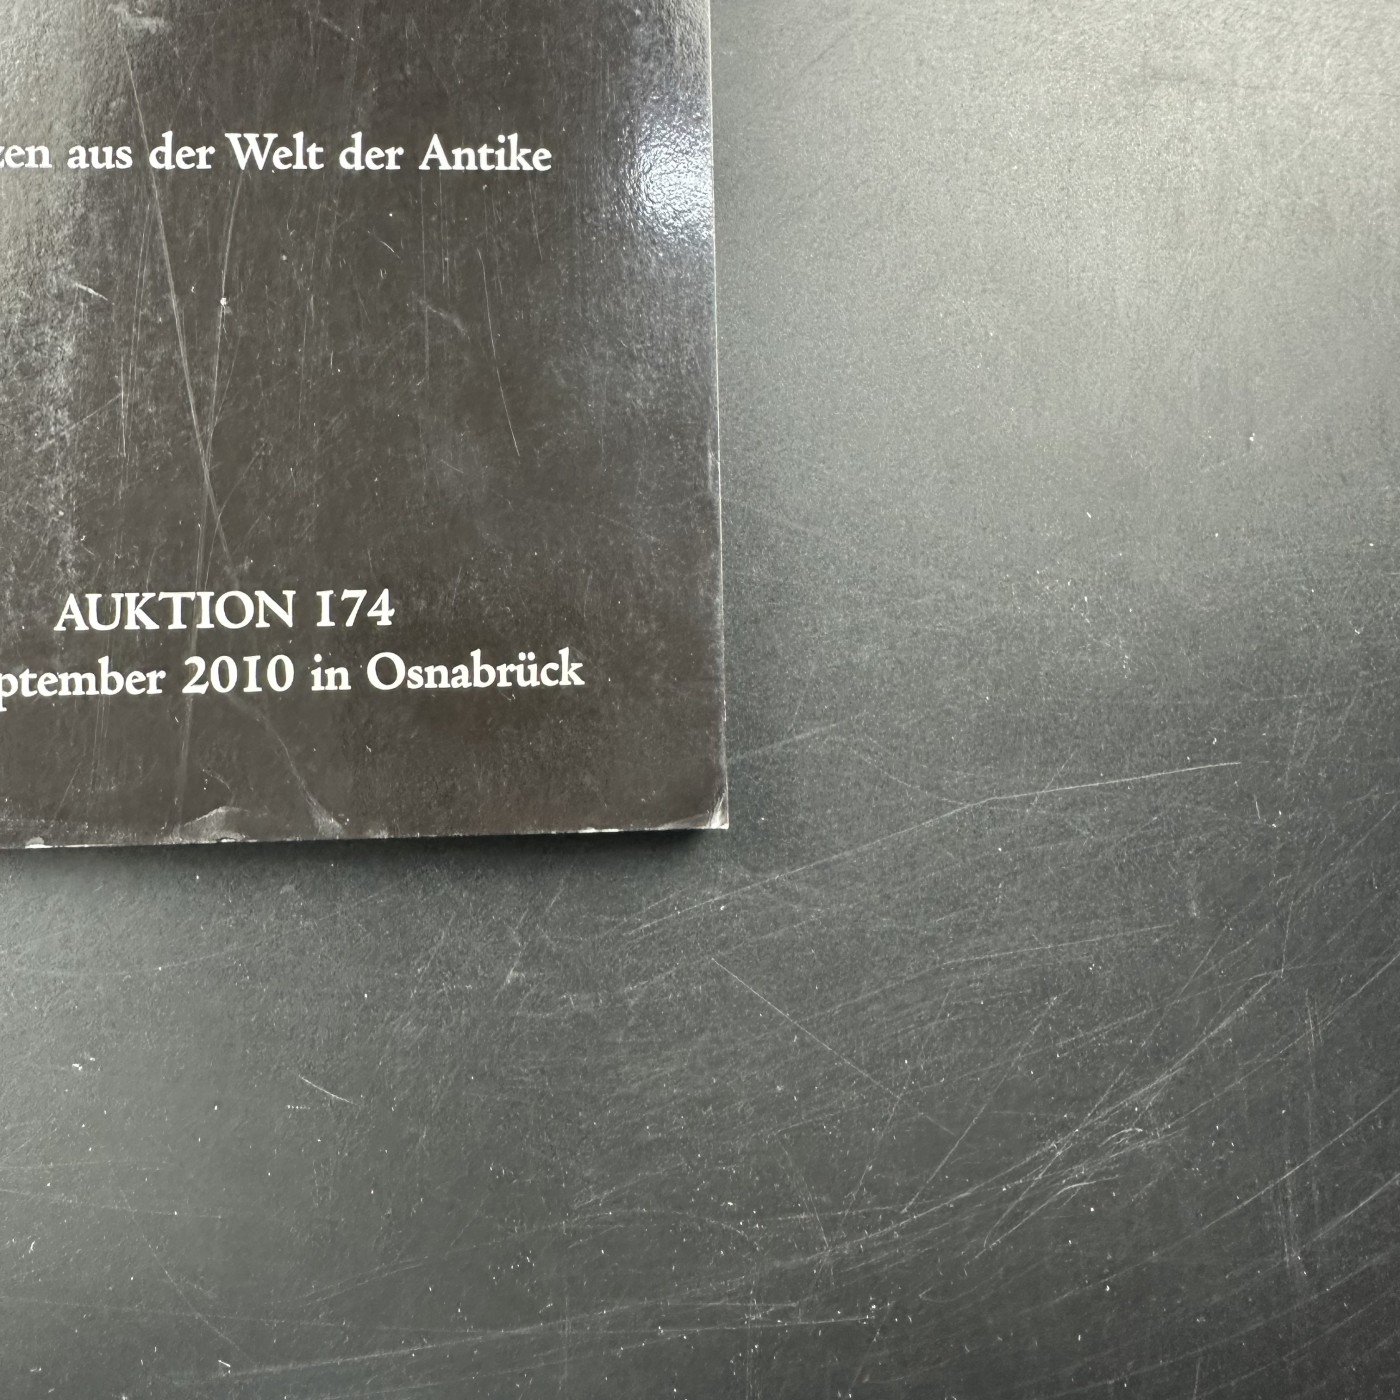 zen aus der Welt der Antike
AUKTION 174
ptember 2010 in Osnabrück